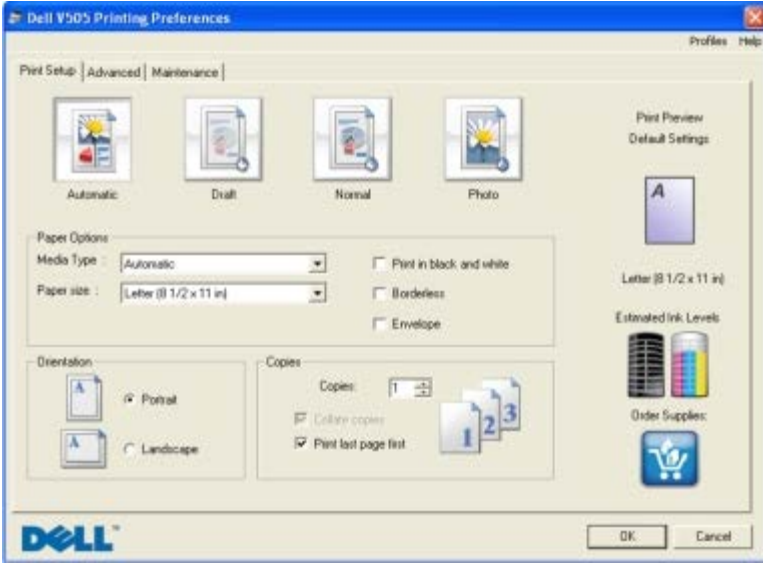 Dell V505 Printing Preferences
Profiles Help
Print Setup Advanced Maintenance
Automatic Draft Normal Photo
Print Preview
Default Settings
A
Letter (8 1/2 x 11 in)
Paper Options
Media Type : Automatic
Paper size : Letter (8 1/2 x 11 in)
Print in black and white
Borderless
Envelope
Estimated Ink Levels
Orientation
A Portrait
A Landscape
Copies
Copies: 1
Collate copies
Print last page first
1 2 3
Order Supplies:
DELL™
OK Cancel